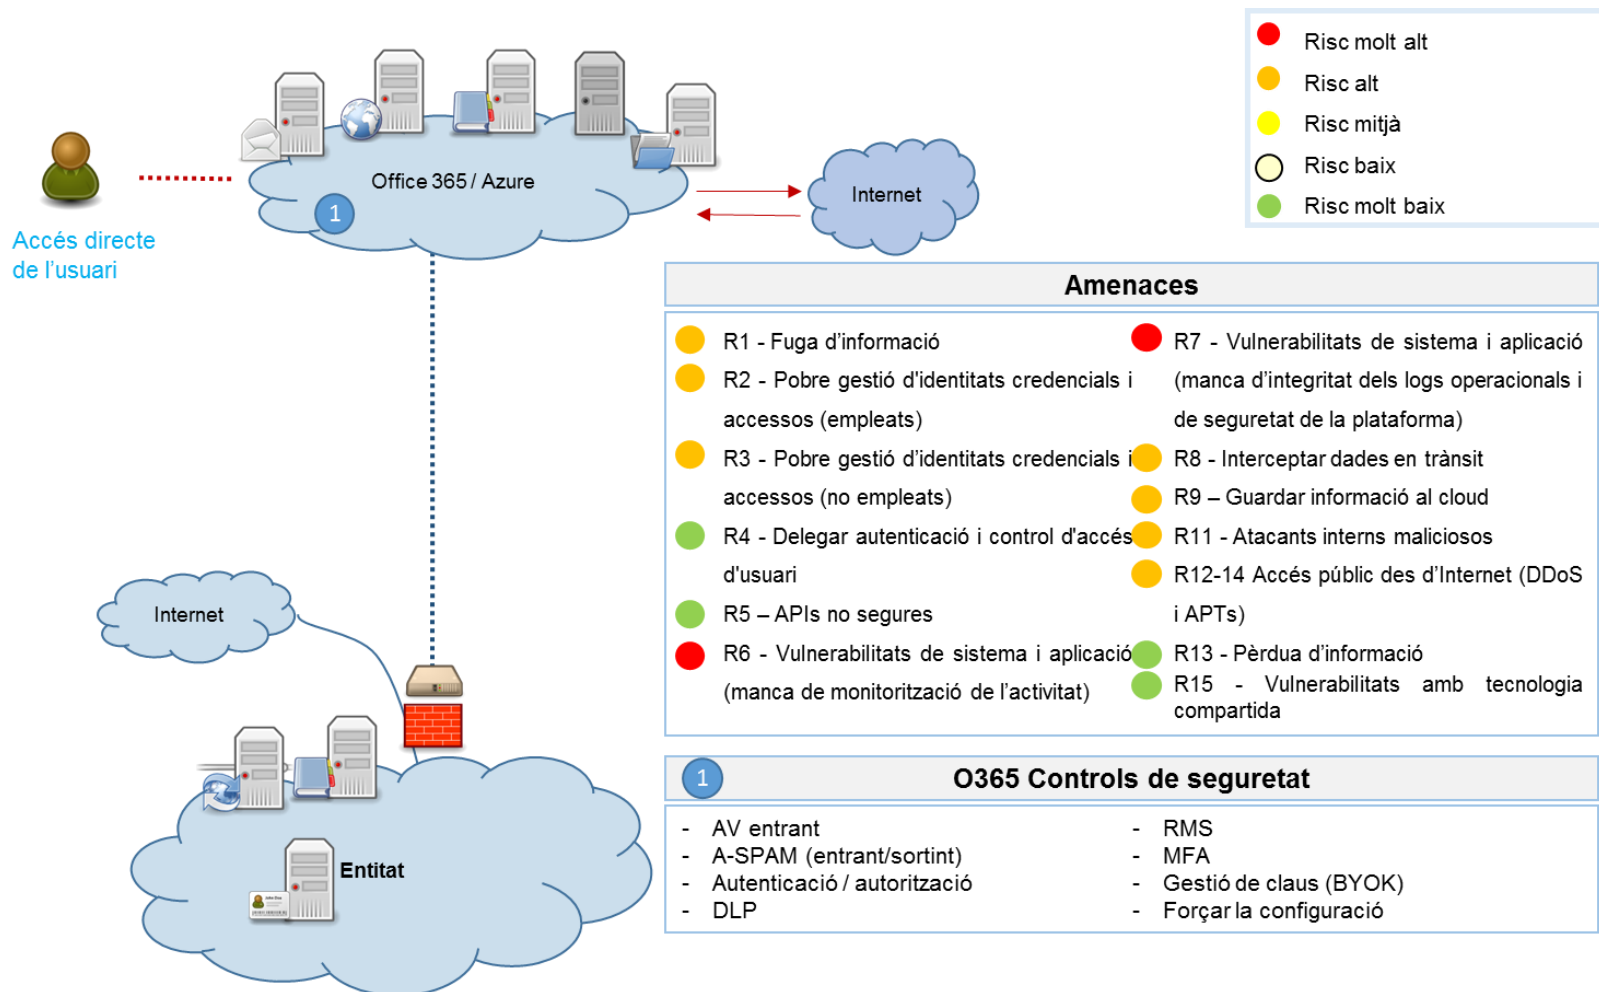 Risc molt alt
Risc alt
Risc mitjà
Risc baix
Risc molt baix
Office 365 / Azure
1
Internet
Accés directe
de l’usuari
Amenaces
R1 - Fuga d’informació
R2 - Pobre gestió d'identitats credencials i
accessos (empleats)
R3 - Pobre gestió d’identitats credencials i
accessos (no empleats)
R4 - Delegar autenticació i control d'accés
d'usuari
R5 – APIs no segures
R6 - Vulnerabilitats de sistema i aplicació
(manca de monitorització de l’activitat)
R7 - Vulnerabilitats de sistema i aplicació
(manca d’integritat dels logs operacionals i
de seguretat de la plataforma)
R8 - Interceptar dades en trànsit
R9 – Guardar informació al cloud
R11 - Atacants interns maliciosos
R12-14 Accés públic des d’Internet (DDoS
i APTs)
R13 - Pèrdua d’informació
R15 - Vulnerabilitats amb tecnologia
compartida
Internet
Entitat
1
O365 Controls de seguretat
- AV entrant
- A-SPAM (entrant/sortint)
- Autenticació / autorització
- DLP
- RMS
- MFA
- Gestió de claus (BYOK)
- Forçar la configuració